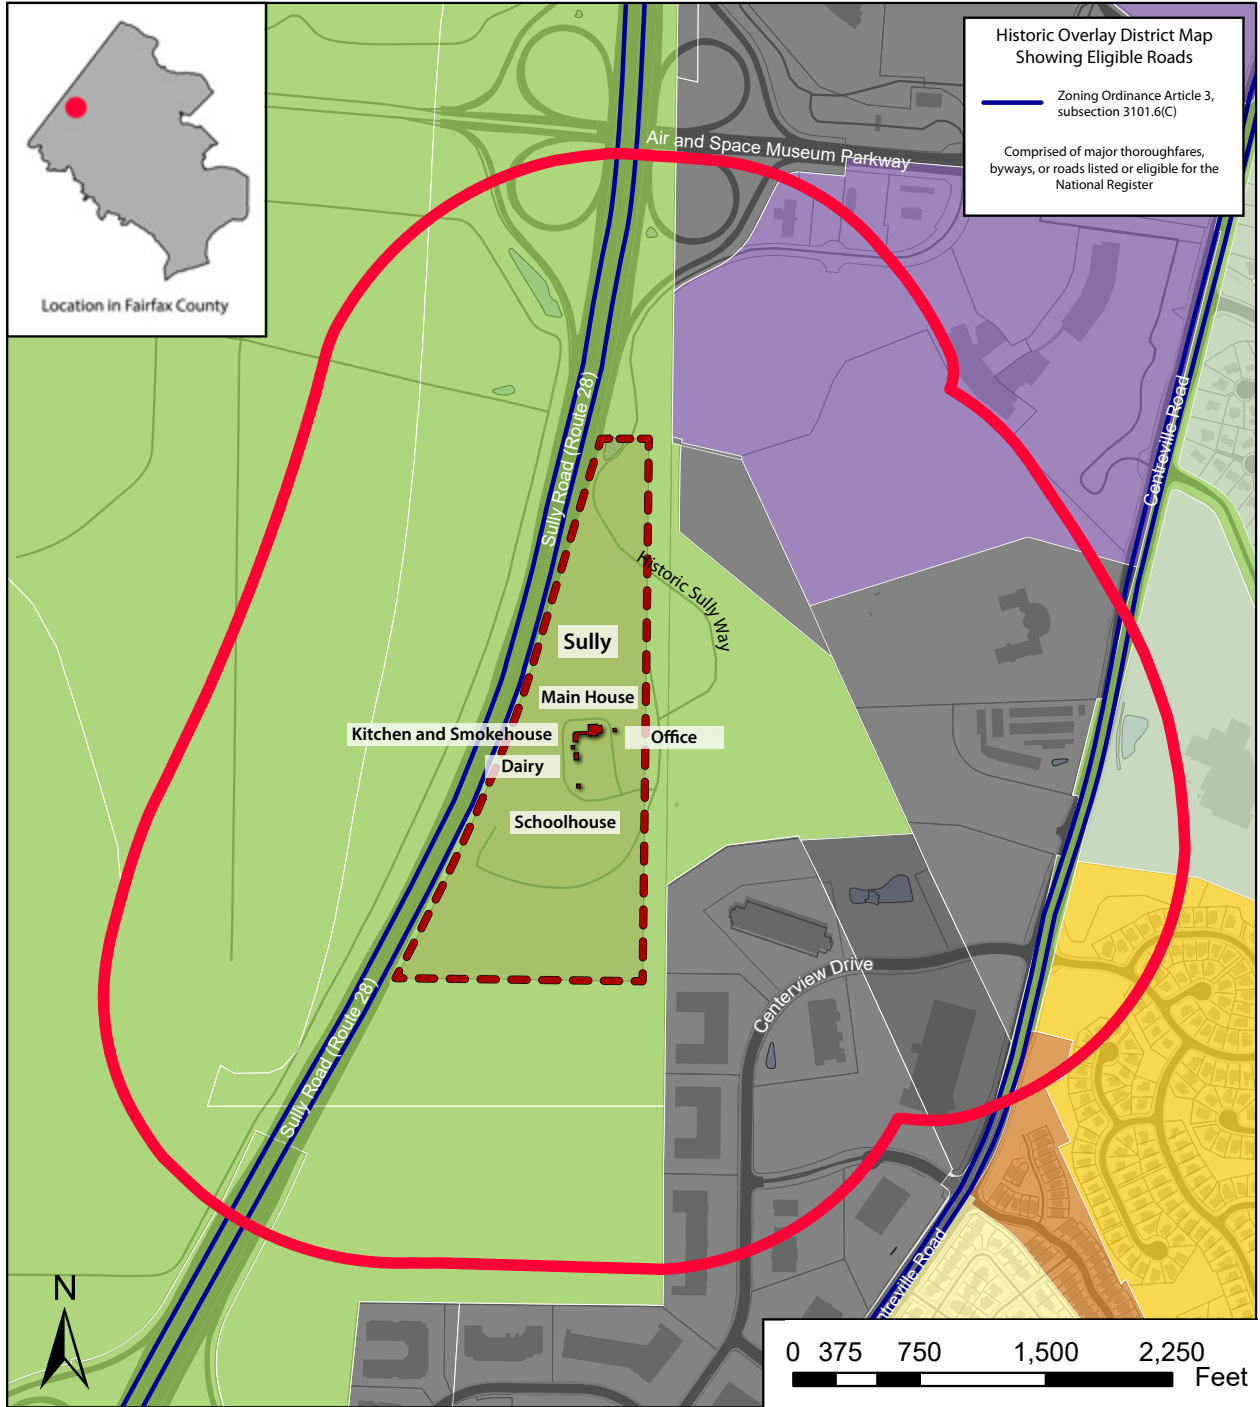 Location in Fairfax County
Historic Overlay District Map
Showing Eligible Roads
Zoning Ordinance Article 3,
subsection 3101.6(C)
Comprised of major thoroughfares,
byways, or roads listed or eligible for the
National Register
Air and Space Museum Parkway
Sully Road (Route 28)
Centreville Road
Historic Sully Way
Sully
Main House
Kitchen and Smokehouse
Office
Dairy
Schoolhouse
Centerview Drive
Sully Road (Route 28)
ntreville Road
N
0 375 750 1,500 2,250
Feet